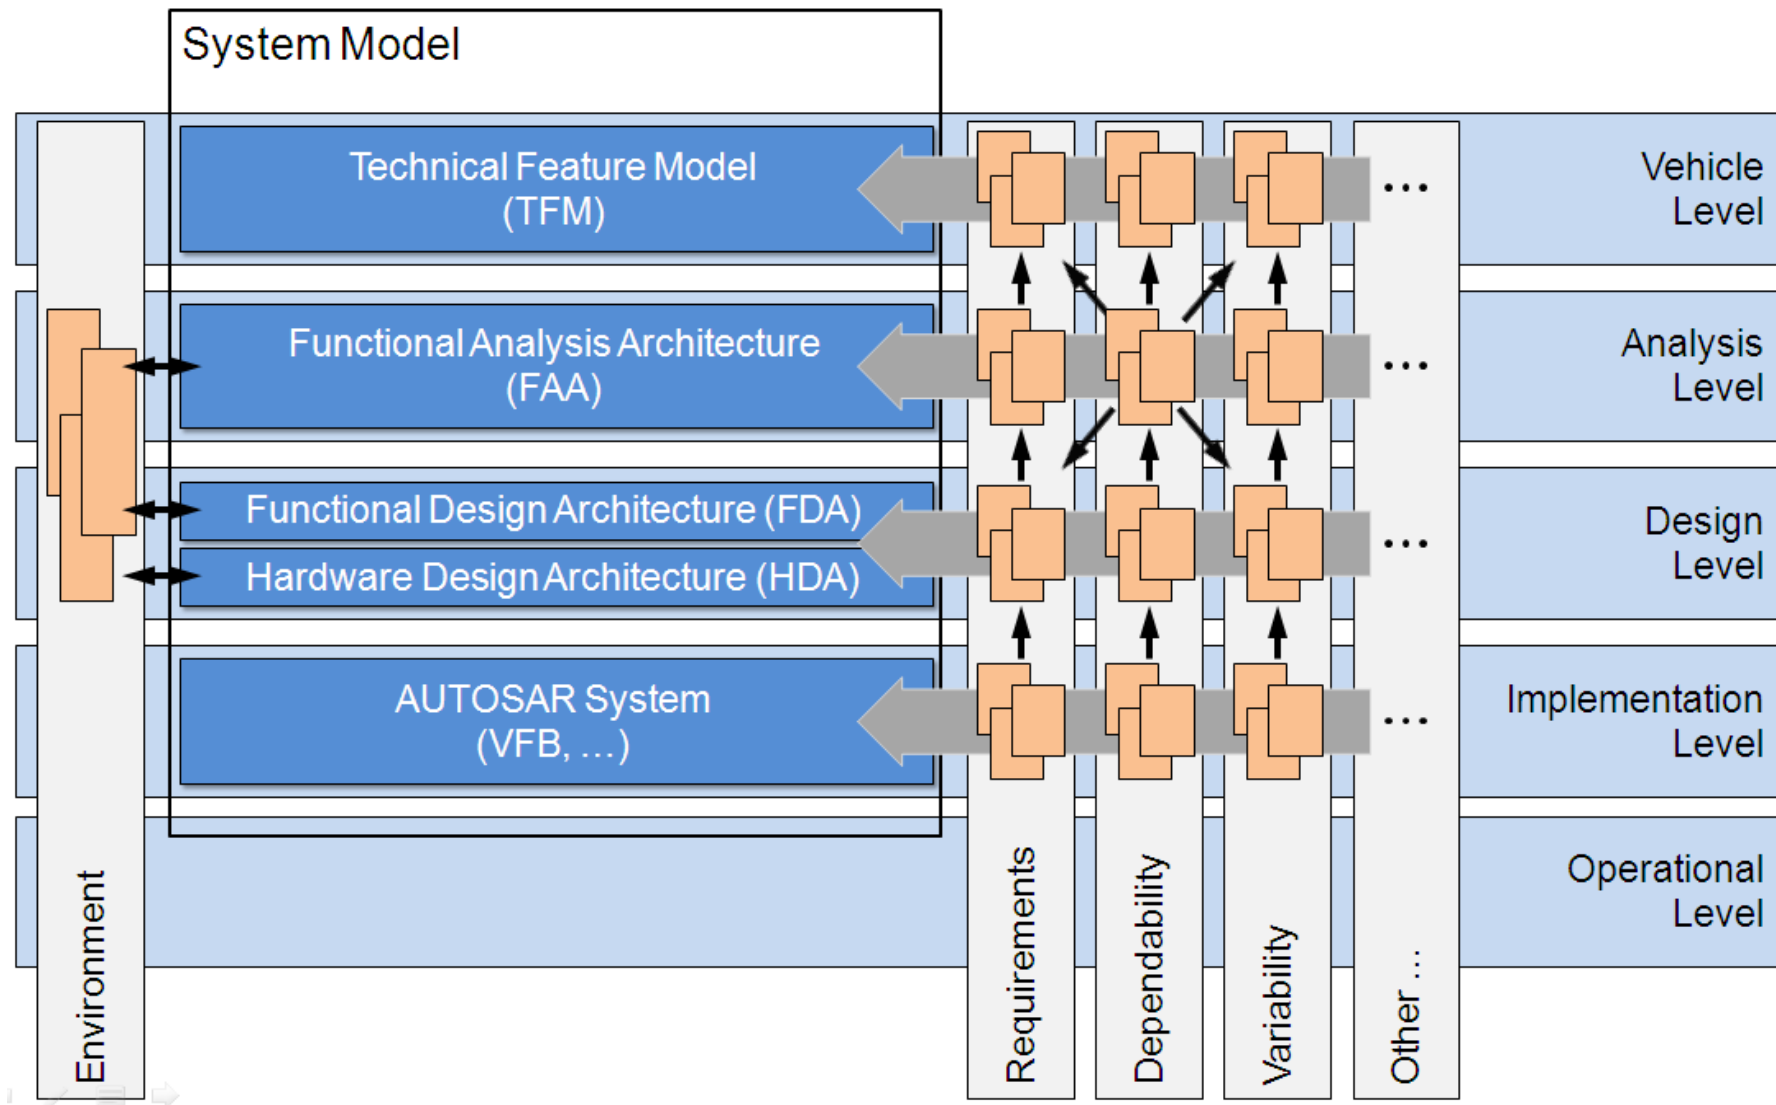 System Model
Technical Feature Model
(TFM)
...
Vehicle
Level
Functional Analysis Architecture
(FAA)
...
Analysis
Level
Functional Design Architecture (FDA)
Hardware Design Architecture (HDA)
...
Design
Level
AUTOSAR System
(VFB, ...)
...
Implementation
Level
Operational
Level
Environment
Requirements
Dependability
Variability
Other ...